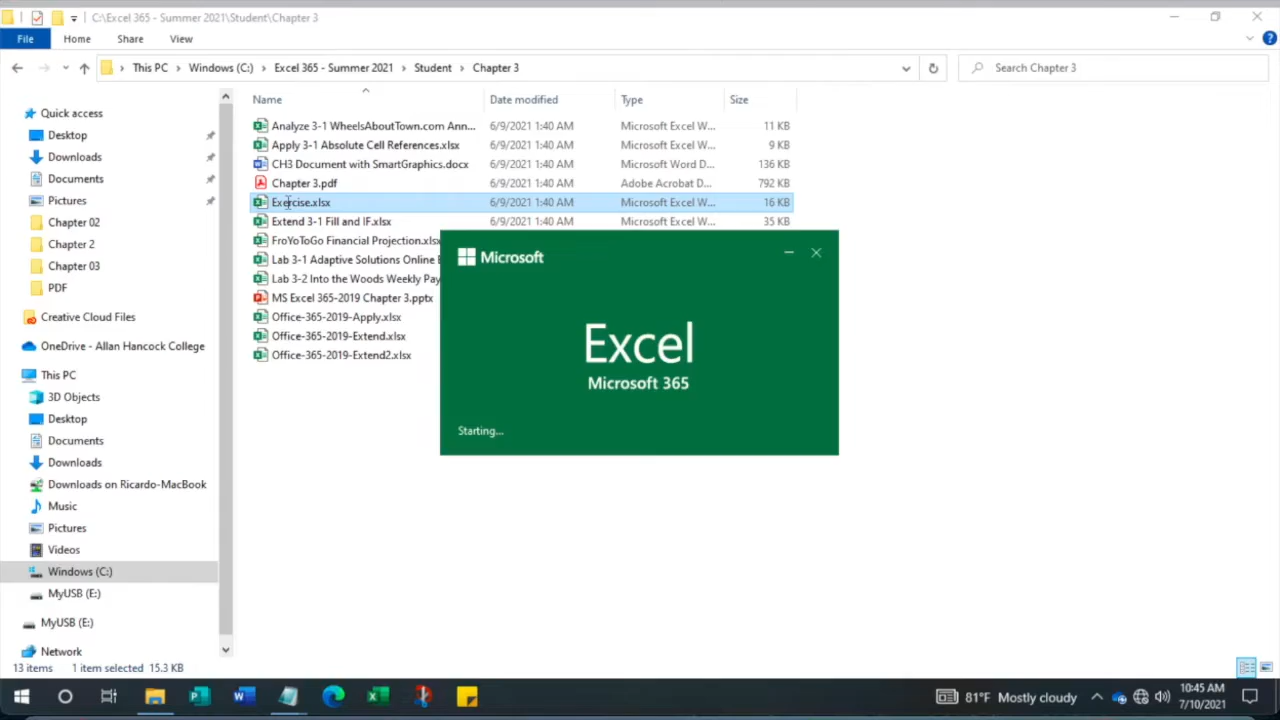 C:\Excel 365 - Summer 2021\Student\Chapter 3
File Home Share View
This PC Windows (C:) Excel 365 - Summer 2021 Student Chapter 3 Search Chapter 3
Name Date modified Type Size
Quick access
Desktop
Downloads
Documents
Pictures
Chapter 02
Chapter 2
Chapter 03
PDF
Creative Cloud Files
OneDrive - Allan Hancock College
This PC
3D Objects
Desktop
Documents
Downloads
Downloads on Ricardo-MacBook
Music
Pictures
Videos
Windows (C:)
MyUSB (E:)
MyUSB (E:)
Network
Analyze 3-1 WheelsAboutTown.com Ann... 6/9/2021 1:40 AM Microsoft Excel W... 11 KB
Apply 3-1 Absolute Cell References.xlsx 6/9/2021 1:40 AM Microsoft Excel W... 9 KB
CH3 Document with SmartGraphics.docx 6/9/2021 1:40 AM Microsoft Word D... 136 KB
Chapter 3.pdf 6/9/2021 1:40 AM Adobe Acrobat D... 792 KB
Exercise.xlsx 6/9/2021 1:40 AM Microsoft Excel W... 16 KB
Extend 3-1 Fill and IF.xlsx 6/9/2021 1:40 AM Microsoft Excel W... 35 KB
FroYoToGo Financial Projection.xlsx
Lab 3-1 Adaptive Solutions Online
Lab 3-2 Into the Woods Weekly Pay
MS Excel 365-2019 Chapter 3.pptx
Office-365-2019-Apply.xlsx
Office-365-2019-Extend.xlsx
Office-365-2019-Extend2.xlsx
Microsoft
Excel
Microsoft 365
Starting...
13 items 1 item selected 15.3 KB
81°F Mostly cloudy
10:45 AM
7/10/2021